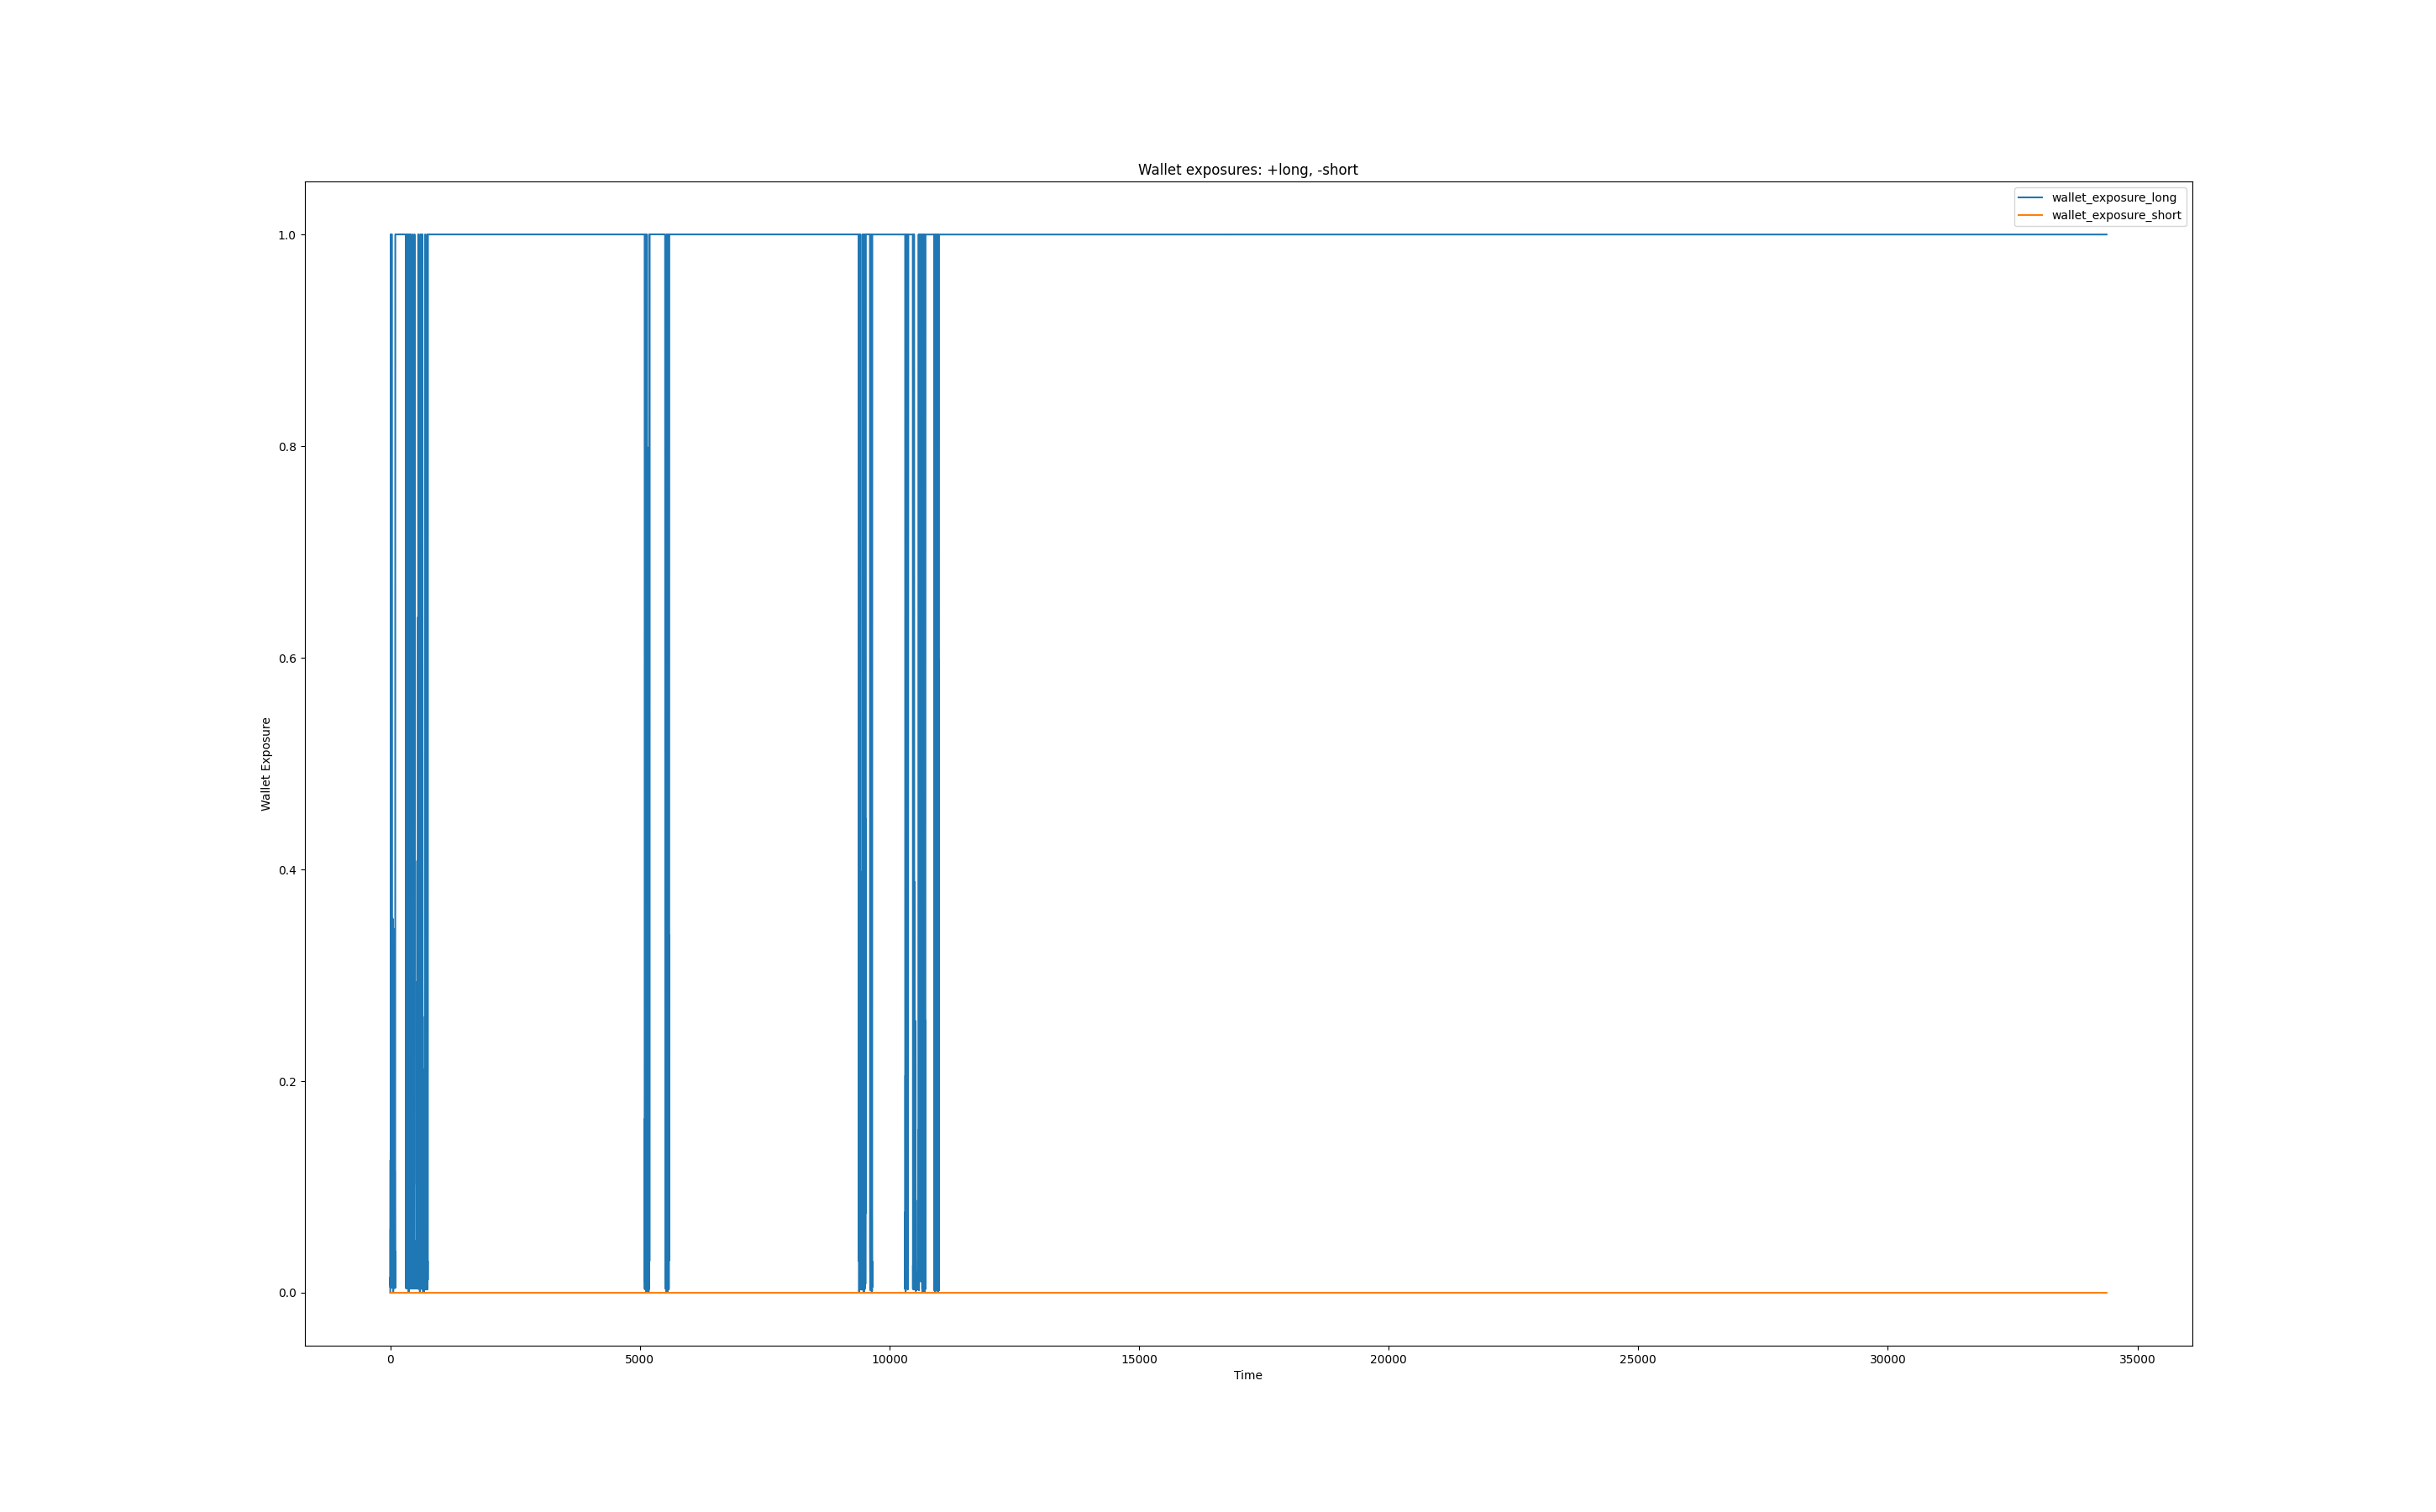 Wallet exposures: +long, -short
wallet_exposure_long
wallet_exposure_short
1.0
0.8
0.6
0.4
0.2
0.0
Wallet Exposure
0 5000 10000 15000 20000 25000 30000 35000
Time